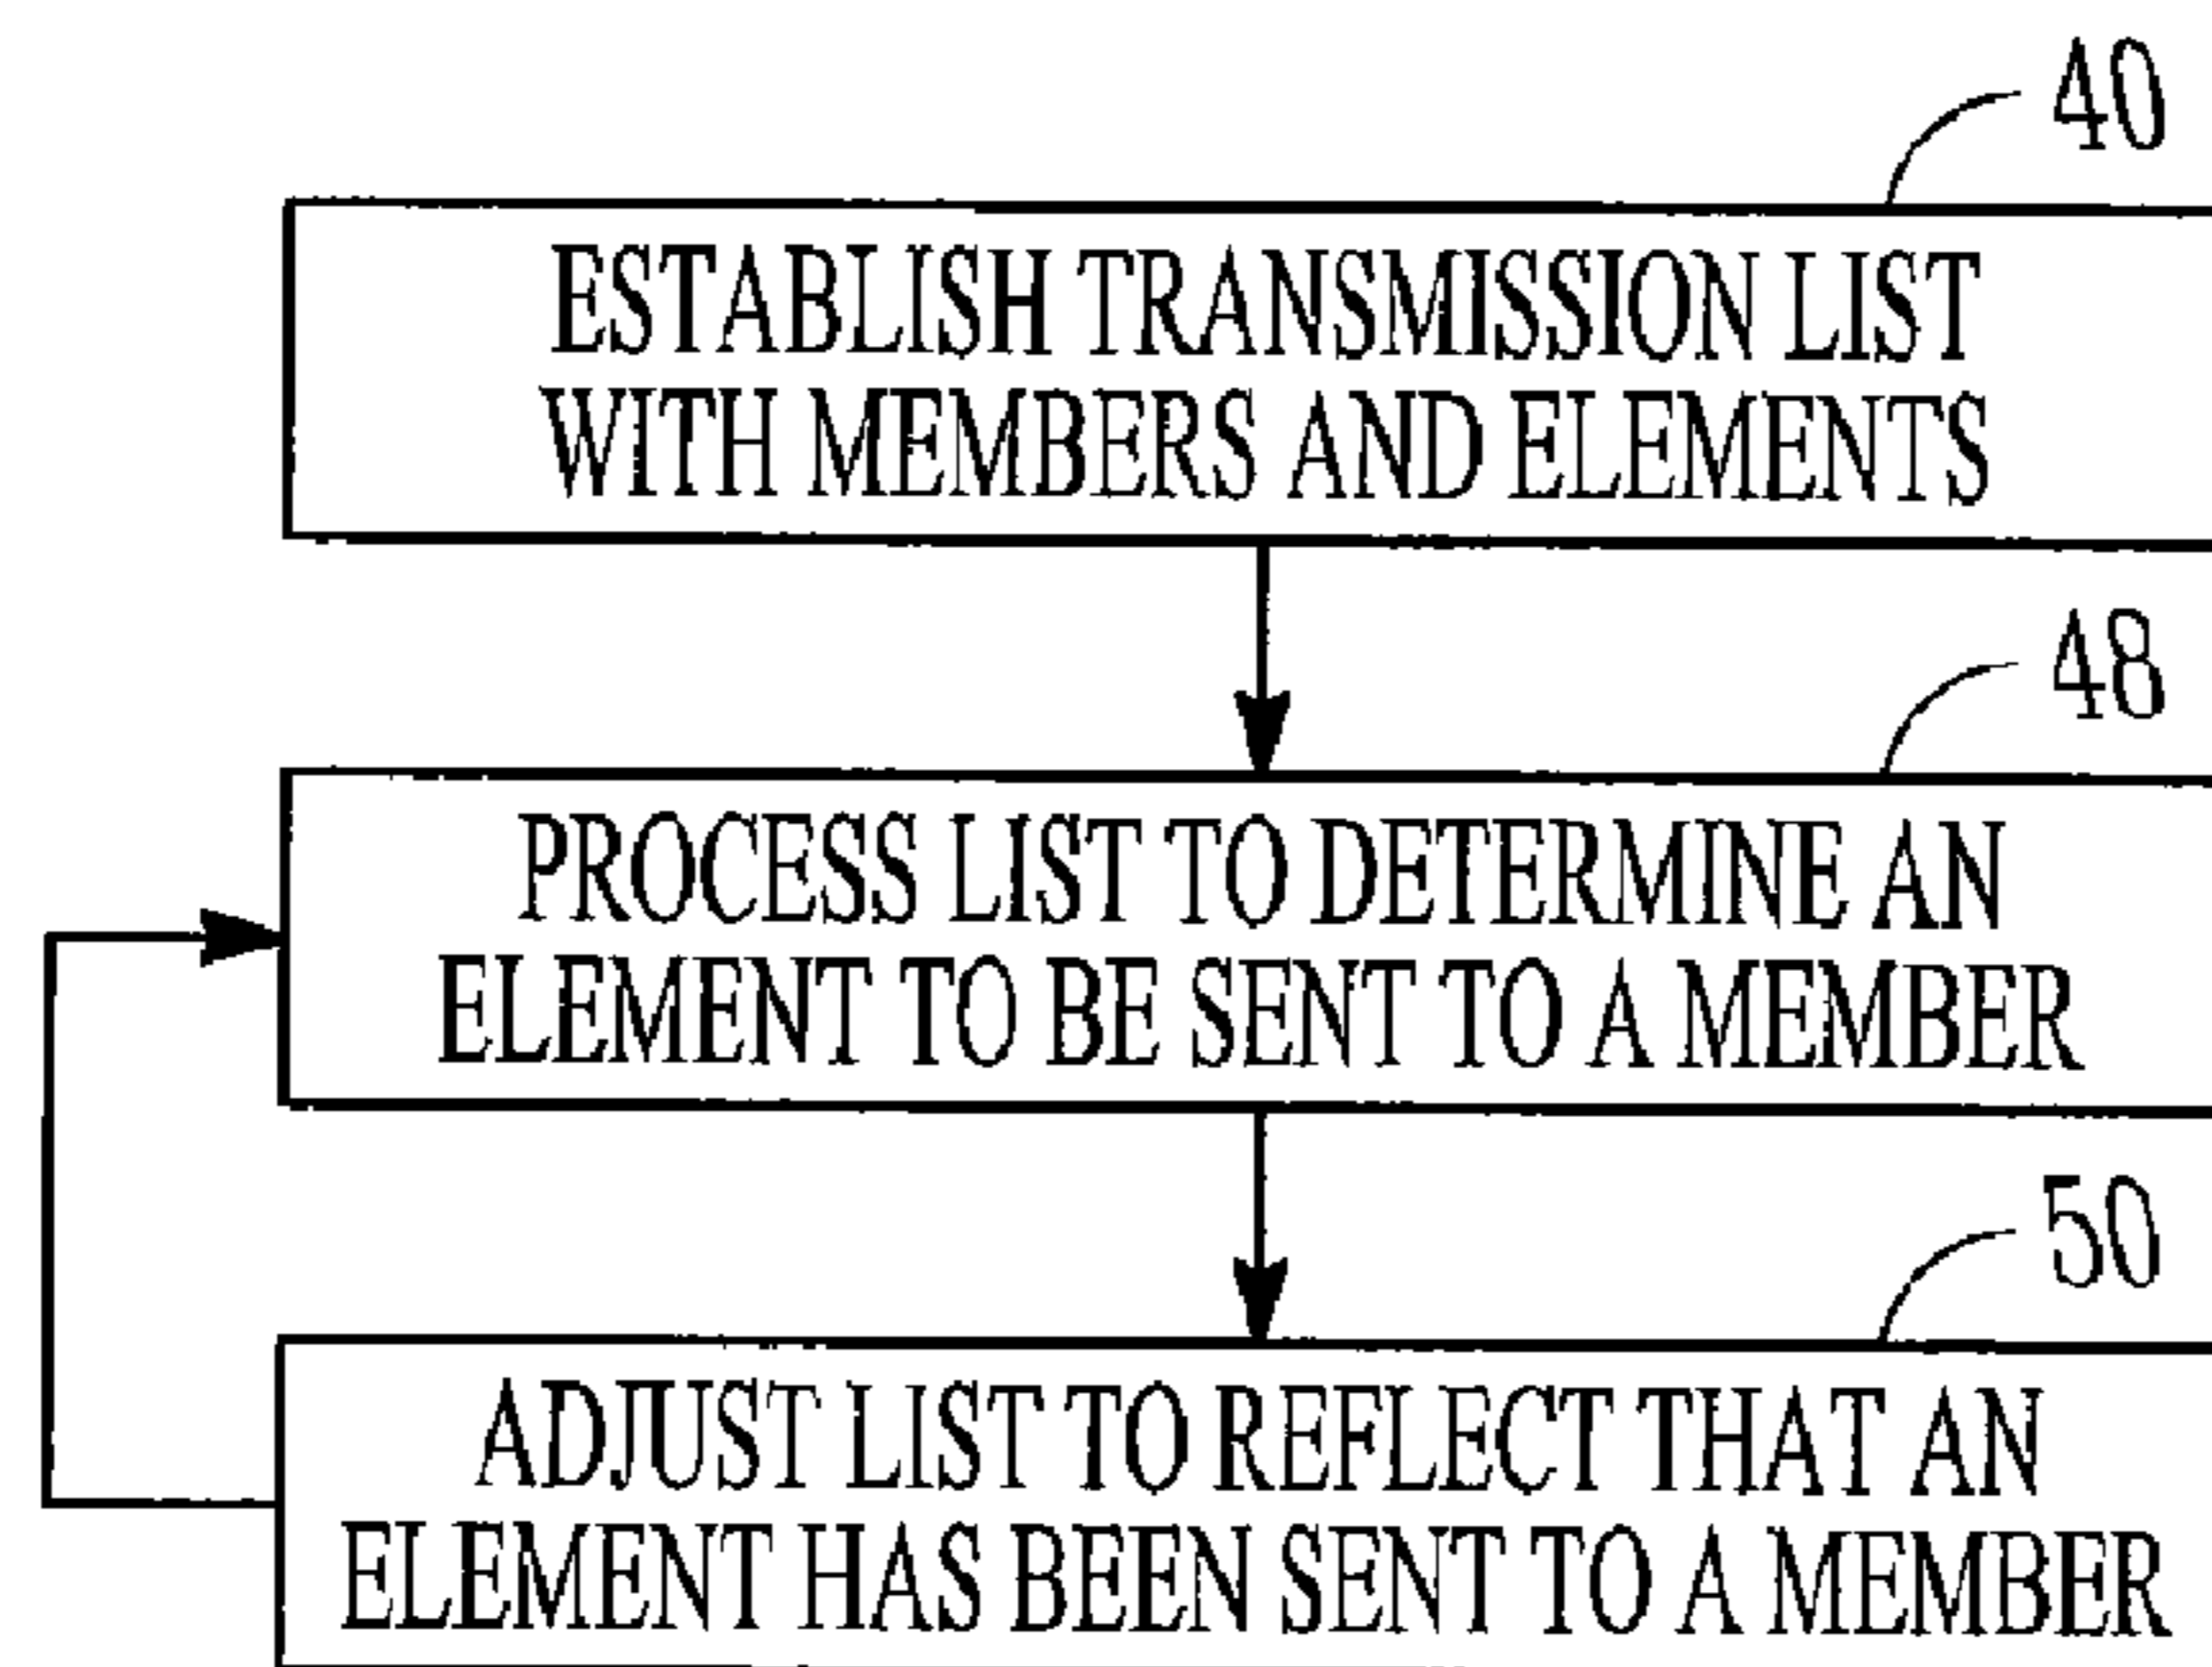 40
ESTABLISH TRANSMISSION LIST
WITH MEMBERS AND ELEMENTS
48
PROCESS LIST TO DETERMINE AN
ELEMENT TO BE SENT TO A MEMBER
50
ADJUST LIST TO REFLECT THAT AN
ELEMENT HAS BEEN SENT TO A MEMBER